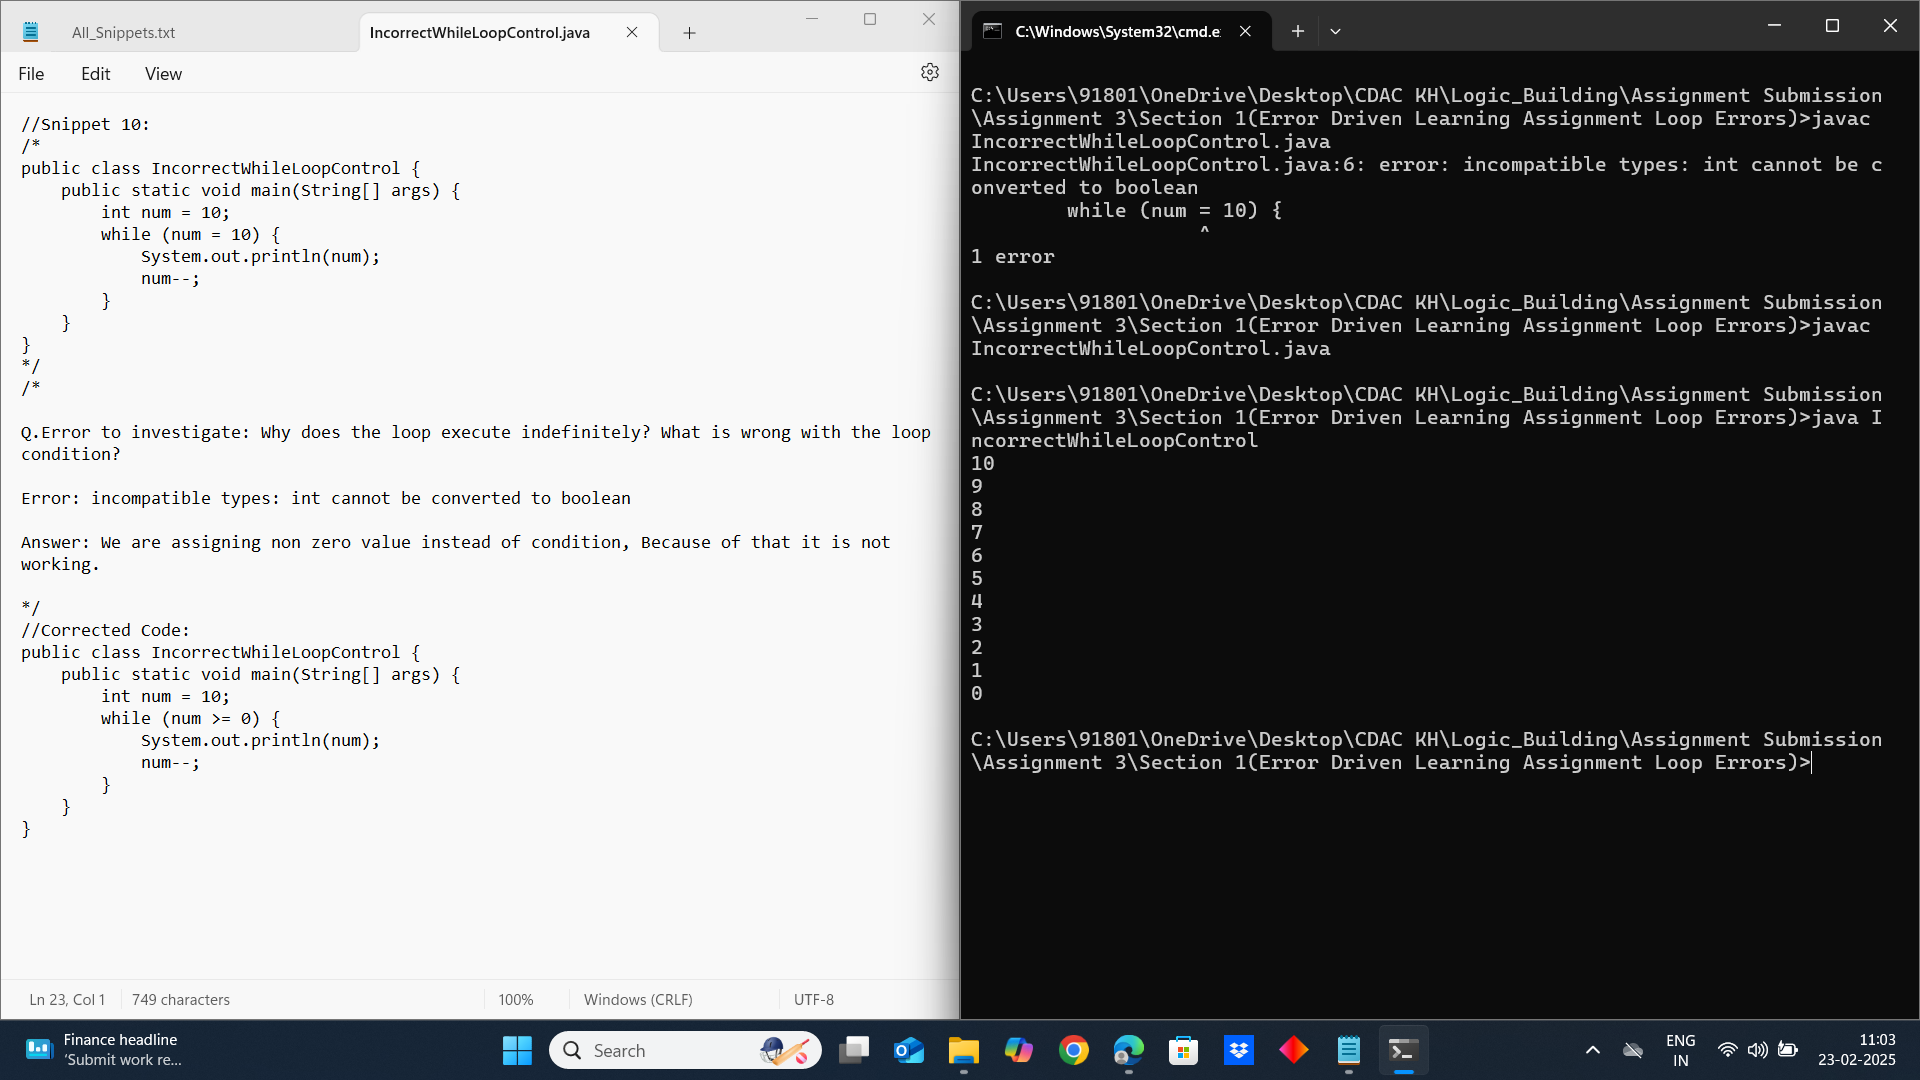 All_Snippets.txt
IncorrectWhileLoopControl.java
File Edit View
//Snippet 10:
/*
public class IncorrectWhileLoopControl {
    public static void main(String[] args) {
        int num = 10;
        while (num = 10) {
            System.out.println(num);
            num--;
        }
    }
}
*/
/*
Q.Error to investigate: Why does the loop execute indefinitely? What is wrong with the loop
condition?
Error: incompatible types: int cannot be converted to boolean
Answer: We are assigning non zero value instead of condition, Because of that it is not
working.
*/
//Corrected Code:
public class IncorrectWhileLoopControl {
    public static void main(String[] args) {
        int num = 10;
        while (num >= 0) {
            System.out.println(num);
            num--;
        }
    }
}
Ln 23, Col 1 749 characters 100% Windows (CRLF) UTF-8
C:\Windows\System32\cmd.e
C:\Users\91801\OneDrive\Desktop\CDAC KH\Logic_Building\Assignment Submission
\Assignment 3\Section 1(Error Driven Learning Assignment Loop Errors)>javac
IncorrectWhileLoopControl.java
IncorrectWhileLoopControl.java:6: error: incompatible types: int cannot be c
onverted to boolean
        while (num = 10) {
                   ^
1 error
C:\Users\91801\OneDrive\Desktop\CDAC KH\Logic_Building\Assignment Submission
\Assignment 3\Section 1(Error Driven Learning Assignment Loop Errors)>javac
IncorrectWhileLoopControl.java
C:\Users\91801\OneDrive\Desktop\CDAC KH\Logic_Building\Assignment Submission
\Assignment 3\Section 1(Error Driven Learning Assignment Loop Errors)>java I
ncorrectWhileLoopControl
10
9
8
7
6
5
4
3
2
1
0
C:\Users\91801\OneDrive\Desktop\CDAC KH\Logic_Building\Assignment Submission
\Assignment 3\Section 1(Error Driven Learning Assignment Loop Errors)>
Finance headline
'Submit work re...
Search
ENG
IN
11:03
23-02-2025